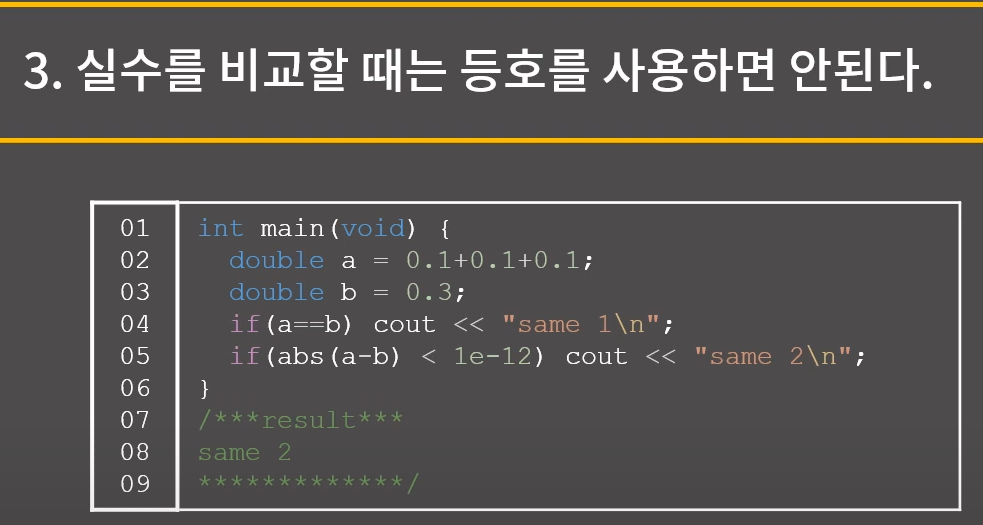 3. 실수를 비교할 때는 등호를 사용하면 안된다.
01 int main(void) {
02 double a = 0.1+0.1+0.1;
03 double b = 0.3;
04 if(a==b) cout << "same 1\n";
05 if(abs(a-b) < 1e-12) cout << "same 2\n";
06 }
07 /***result***
08 same 2
09 *************/